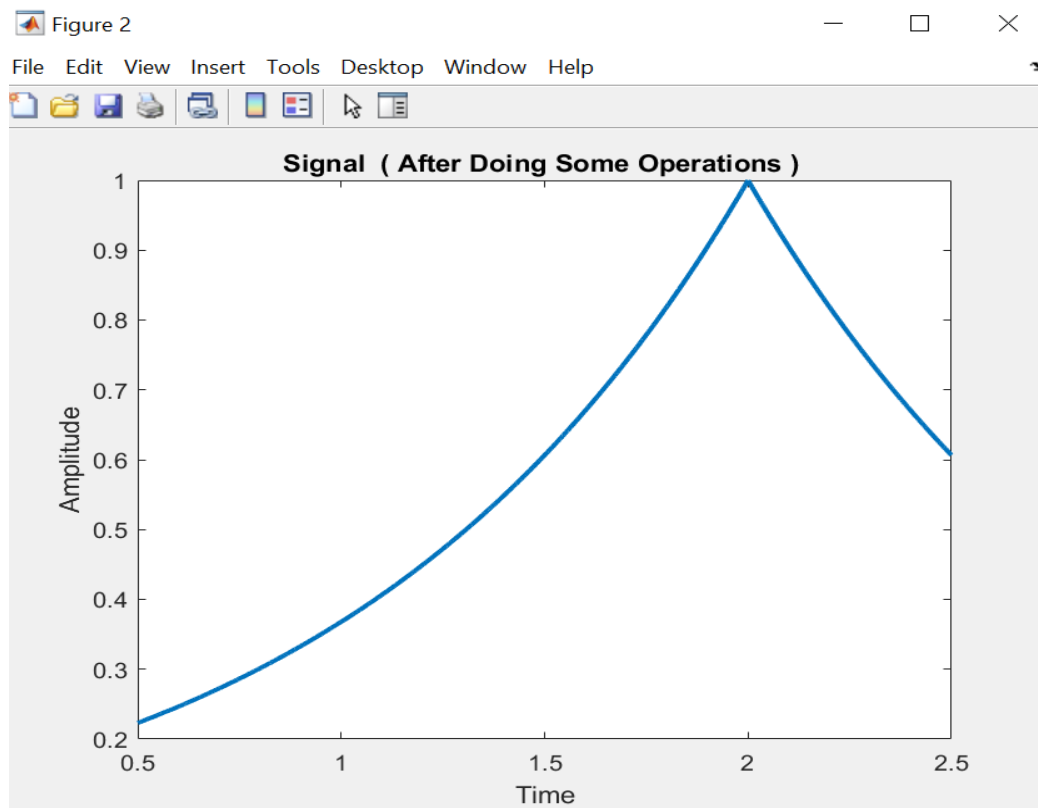 Figure 2
File Edit View Insert Tools Desktop Window Help
Signal ( After Doing Some Operations )
1
0.9
0.8
0.7
0.6
0.5
0.4
0.3
0.2
Amplitude
0.5 1 1.5 2 2.5
Time